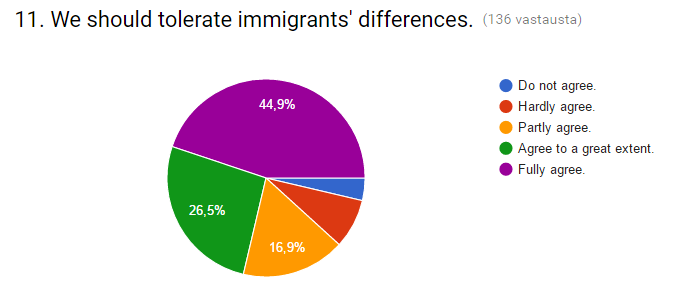 11. We should tolerate immigrants' differences. (136 vastausta)
44,9%
26,5%
16,9%
Do not agree.
Hardly agree.
Partly agree.
Agree to a great extent.
Fully agree.